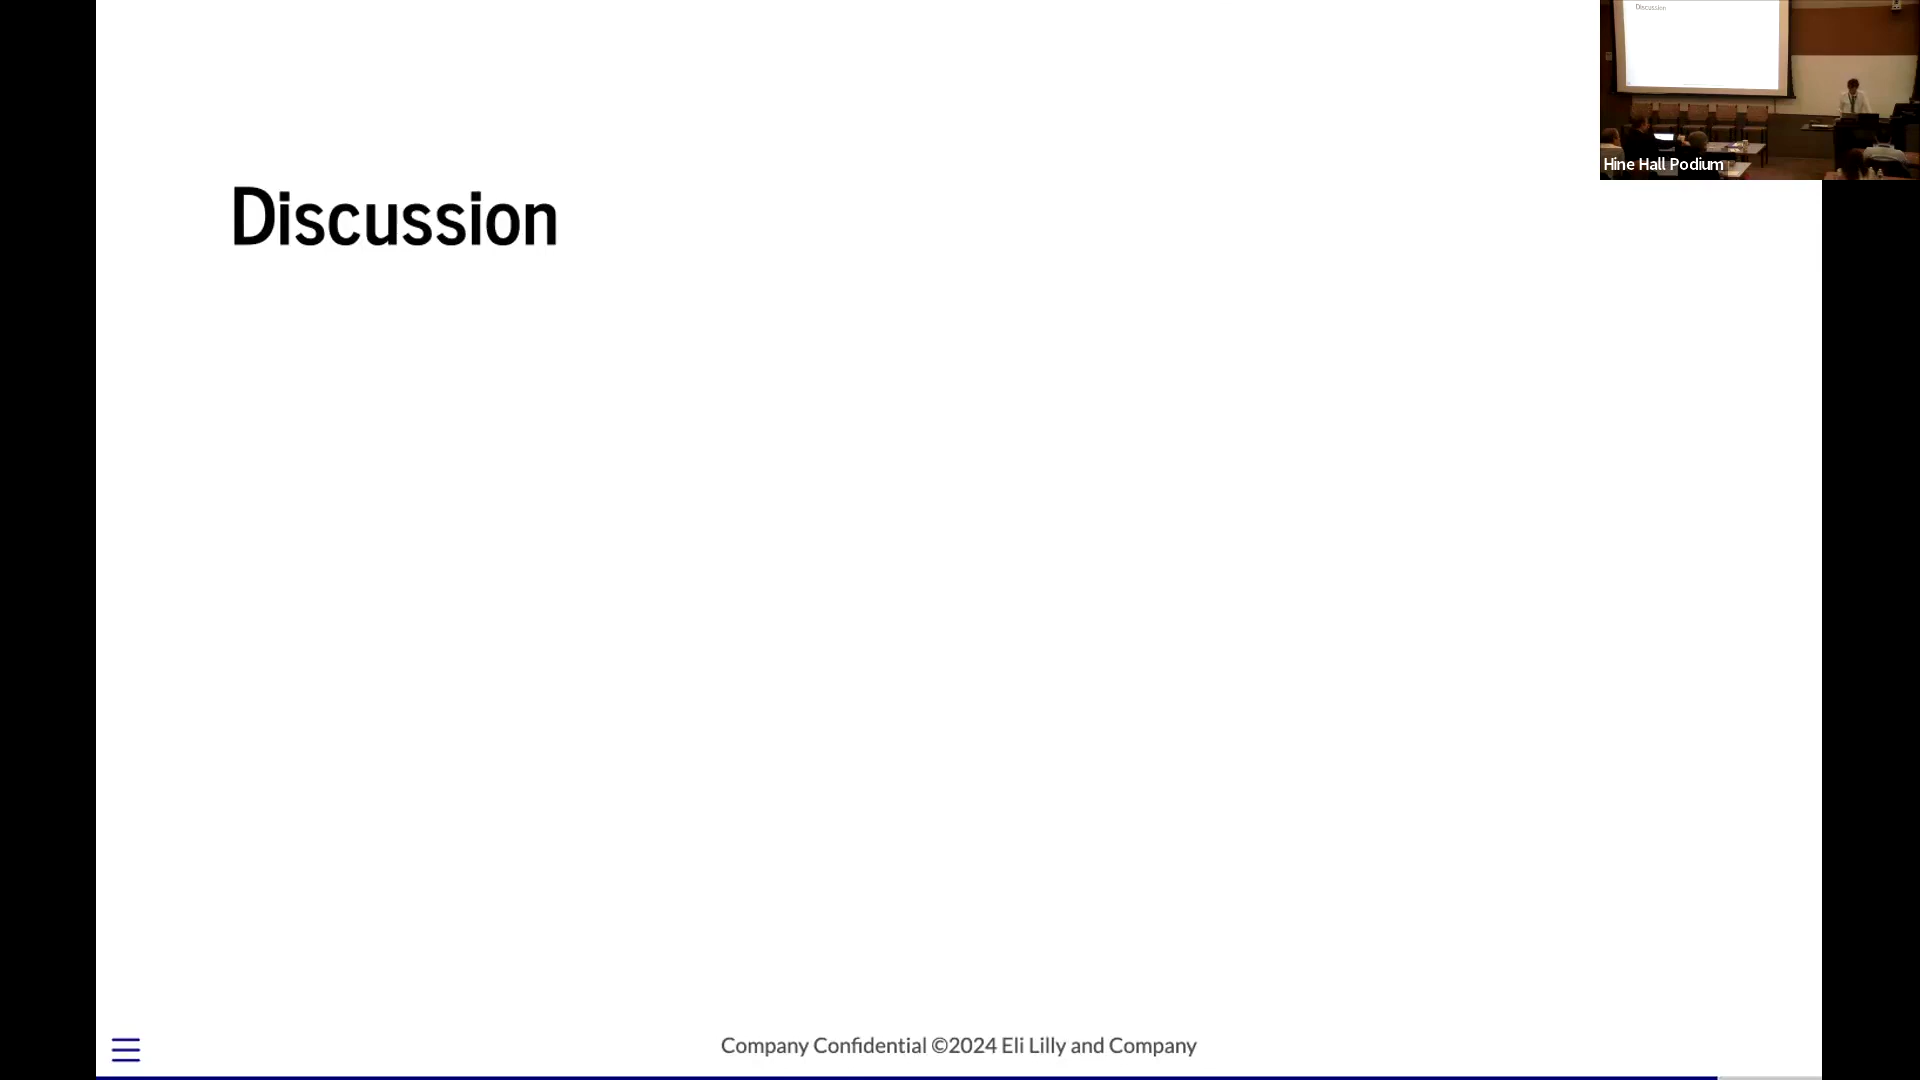 Discussion
Hine Hall Podium
Discussion
Company Confidential ©2024 Eli Lilly and Company